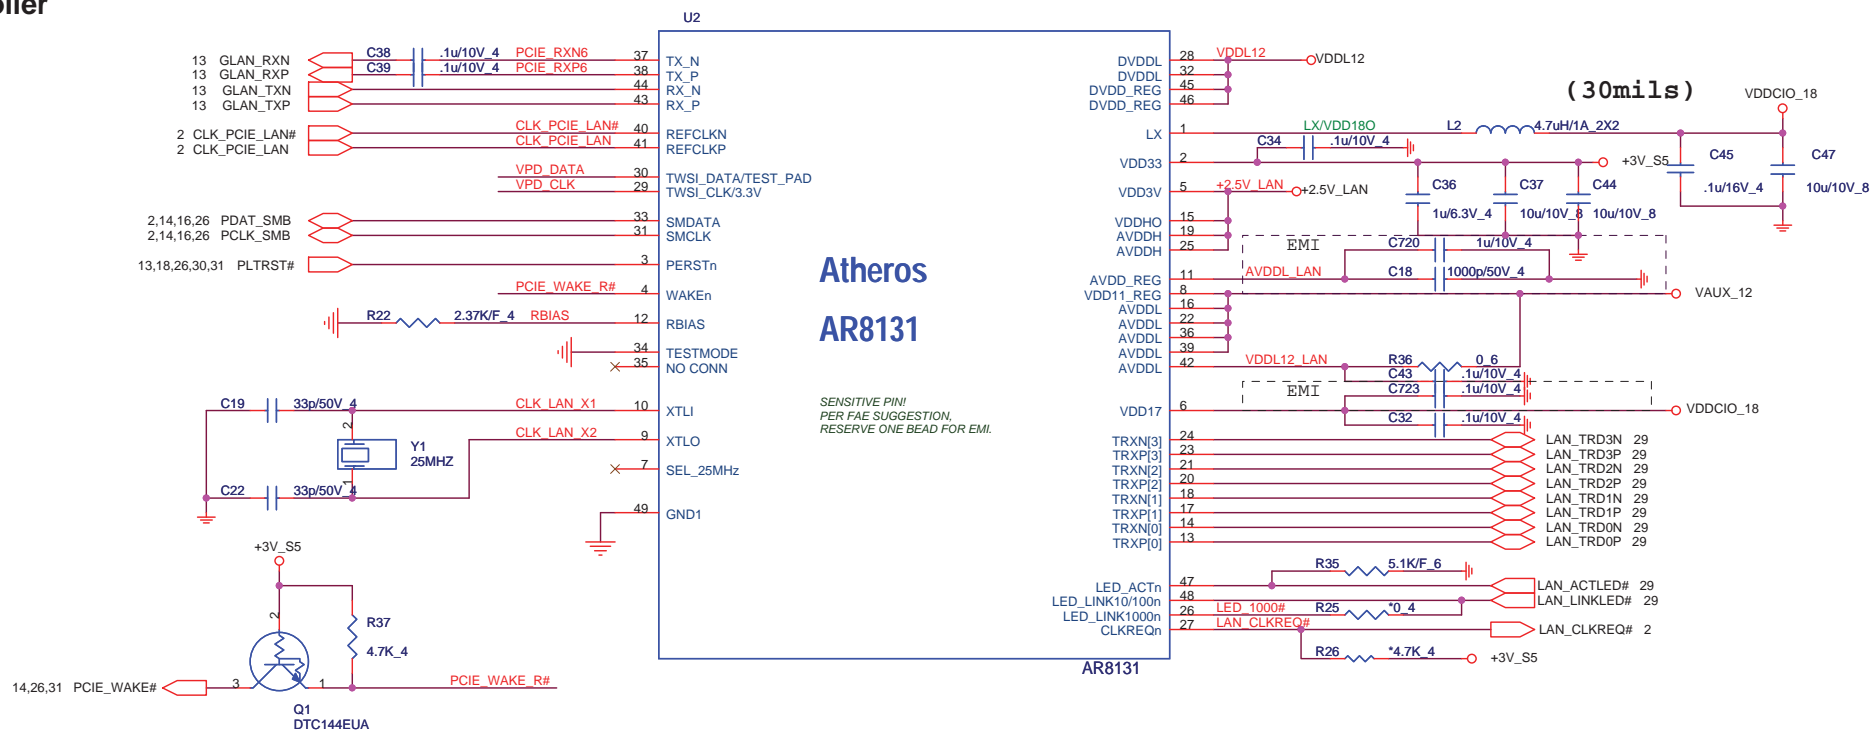 U2
13 GLAN_RXN C38 .1u/10V_4 PCIE_RXN6 37 TX_N
13 GLAN_RXP C39 .1u/10V_4 PCIE_RXP6 38 TX_P
13 GLAN_TXN 44 RX_N
13 GLAN_TXP 43 RX_P
2 CLK_PCIE_LAN# CLK_PCIE_LAN# 40 REFCLKN
2 CLK_PCIE_LAN CLK_PCIE_LAN 41 REFCLKP
VPD_DATA 30 TWSI_DATA/TEST_PAD
VPD_CLK 29 TWSI_CLK/3.3V
2,14,16,26 PDAT_SMB 33 SMDATA
2,14,16,26 PCLK_SMB 31 SMCLK
13,18,26,30,31 PLTRST# 3 PERSTn
PCIE_WAKE_R# 4 WAKEn
R22 2.37K/F_4 RBIAS 12 RBIAS
34 TESTMODE
35 NO CONN
C19 33p/50V_4 CLK_LAN_X1 10 XTLI
2
CLK_LAN_X2 9 XTLO
Y1
25MHZ
7 SEL_25MHz
1
C22 33p/50V_4
49 GND1
Atheros
AR8131
SENSITIVE PIN!
PER FAE SUGGESTION,
RESERVE ONE BEAD FOR EMI.
DVDDL 28 VDDL12 VDDL12
DVDDL 32
DVDD_REG 45
DVDD_REG 46
(30mils)
VDDCIO_18
LX 1 LX/VDD18O L2 4.7uH/1A_2X2
C34 .1u/10V_4
VDD33 2 +3V_S5
C45 .1u/16V_4
C47 10u/10V_8
VDD3V 5 +2.5V_LAN +2.5V_LAN
C36 1u/6.3V_4
C37 10u/10V_8
C44 10u/10V_8
VDDHO 15
AVDDH 19
AVDDH 25
EMI C720 1u/10V_4
AVDD_REG 11 AVDDL_LAN C18 1000p/50V_4
VDD11_REG 8 VAUX_12
AVDDL 16
AVDDL 22
AVDDL 36
AVDDL 39
AVDDL 42 VDDL12_LAN R36 0_6
C43 .1u/10V_4
EMI C723 .1u/10V_4
VDD17 6 VDDCIO_18
C32 .1u/10V_4
TRXN[3] 24 LAN_TRD3N 29
TRXP[3] 23 LAN_TRD3P 29
TRXN[2] 21 LAN_TRD2N 29
TRXP[2] 20 LAN_TRD2P 29
TRXN[1] 18 LAN_TRD1N 29
TRXP[1] 17 LAN_TRD1P 29
TRXN[0] 14 LAN_TRD0N 29
TRXP[0] 13 LAN_TRD0P 29
R35 5.1K/F_6
LED_ACTn 47 LAN_ACTLED# 29
LED_LINK10/100n 48 LAN_LINKLED# 29
LED_LINK1000n 26 LED_1000# R25 *0_4
CLKREQn 27 LAN_CLKREQ# LAN_CLKREQ# 2
R26 *4.7K_4 +3V_S5
AR8131
+3V_S5
2
R37
4.7K_4
14,26,31 PCIE_WAKE# 3 1 PCIE_WAKE_R#
Q1
DTC144EUA